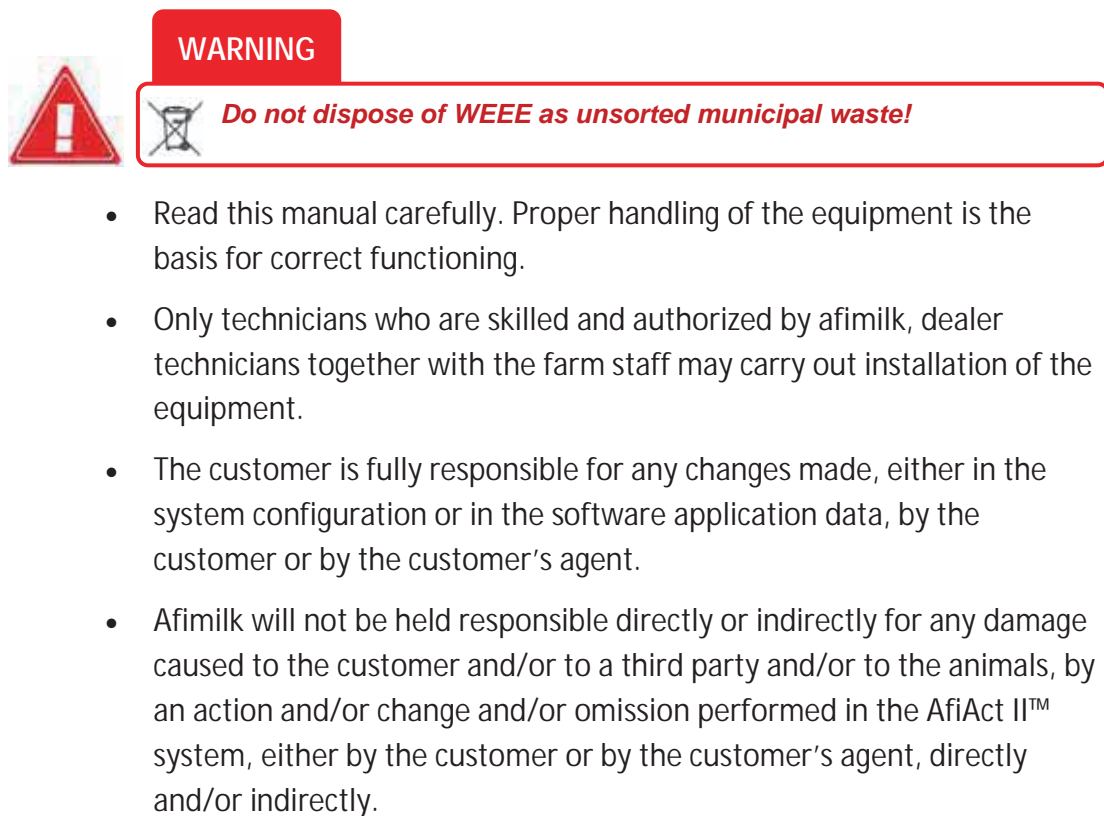 WARNING
Do not dispose of WEEE as unsorted municipal waste!
• Read this manual carefully. Proper handling of the equipment is the
basis for correct functioning.
• Only technicians who are skilled and authorized by afimilk, dealer
technicians together with the farm staff may carry out installation of the
equipment.
• The customer is fully responsible for any changes made, either in the
system configuration or in the software application data, by the
customer or by the customer's agent.
• Afimilk will not be held responsible directly or indirectly for any damage
caused to the customer and/or to a third party and/or to the animals, by
an action and/or change and/or omission performed in the AfiAct II™
system, either by the customer or by the customer's agent, directly
and/or indirectly.